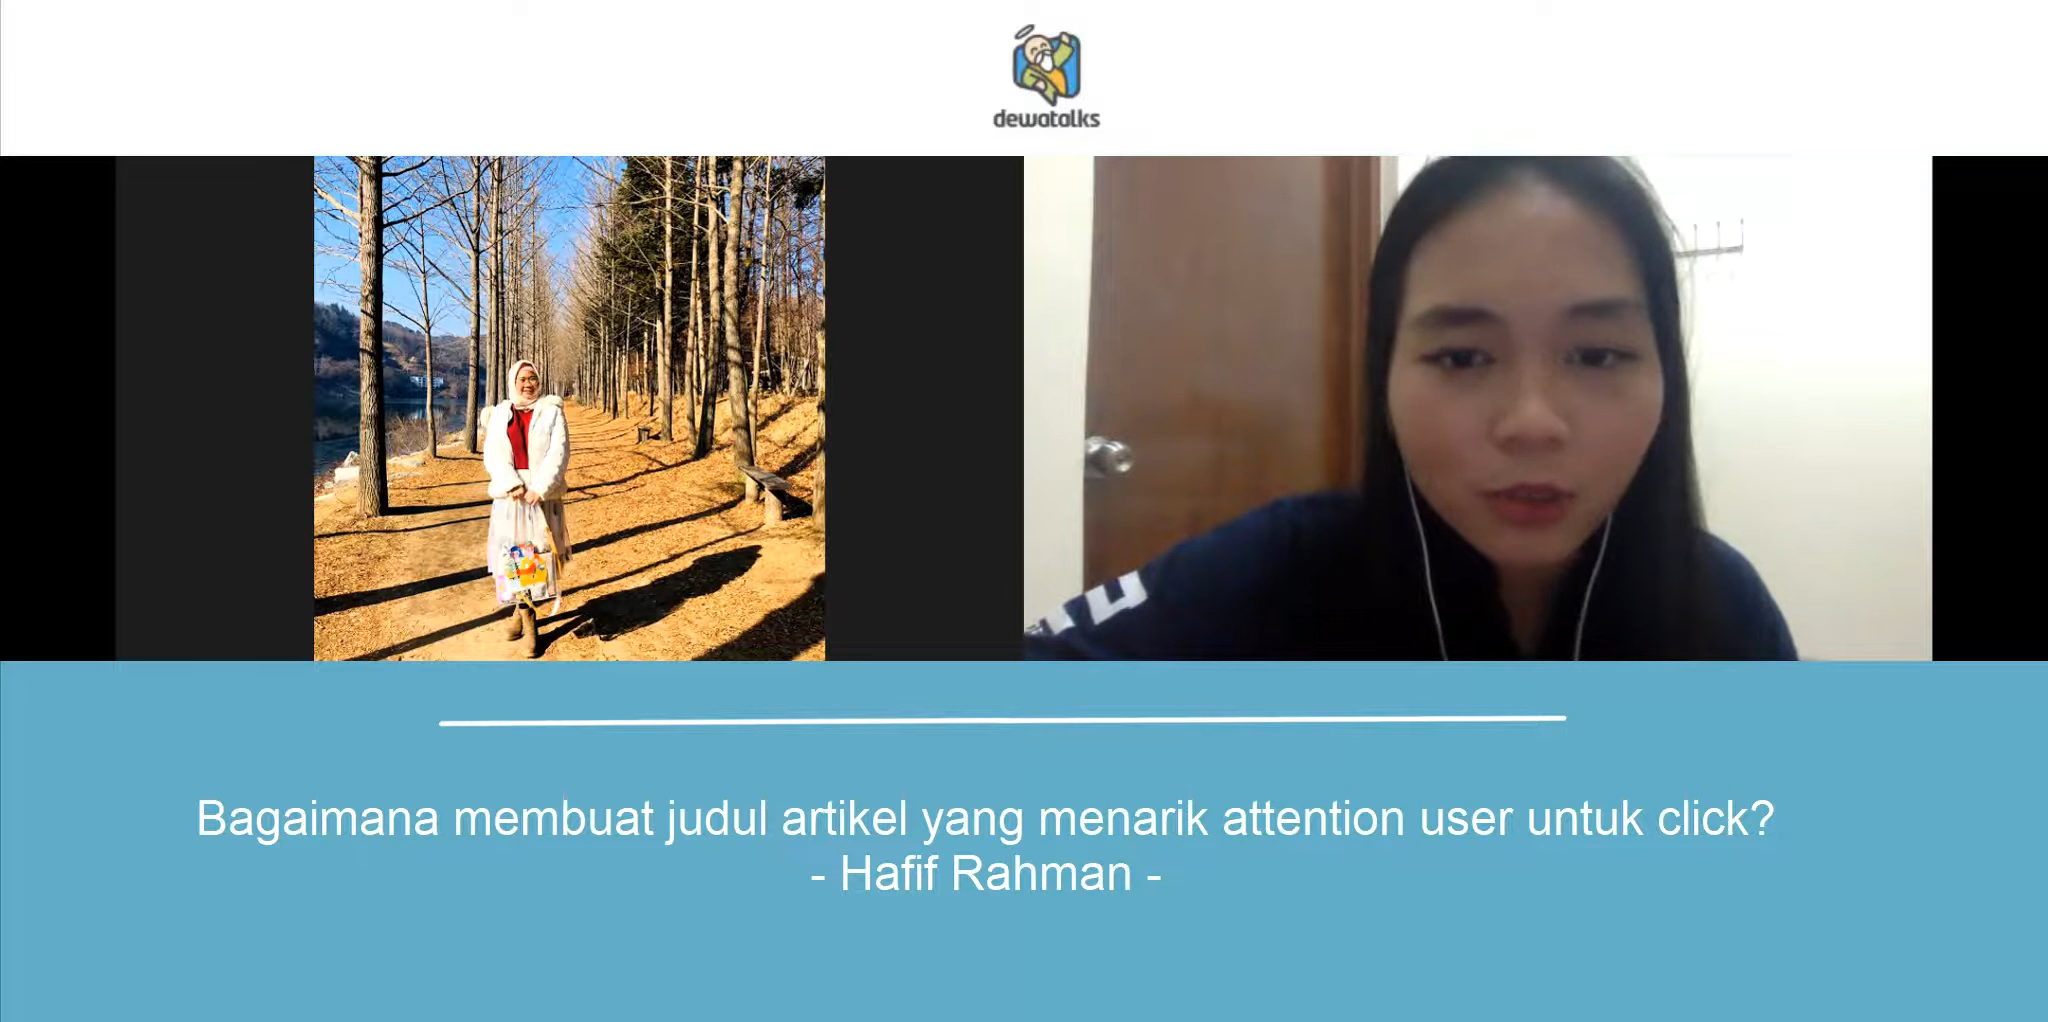 dewatalks
Bagaimana membuat judul artikel yang menarik attention user untuk click?
- Hafif Rahman -